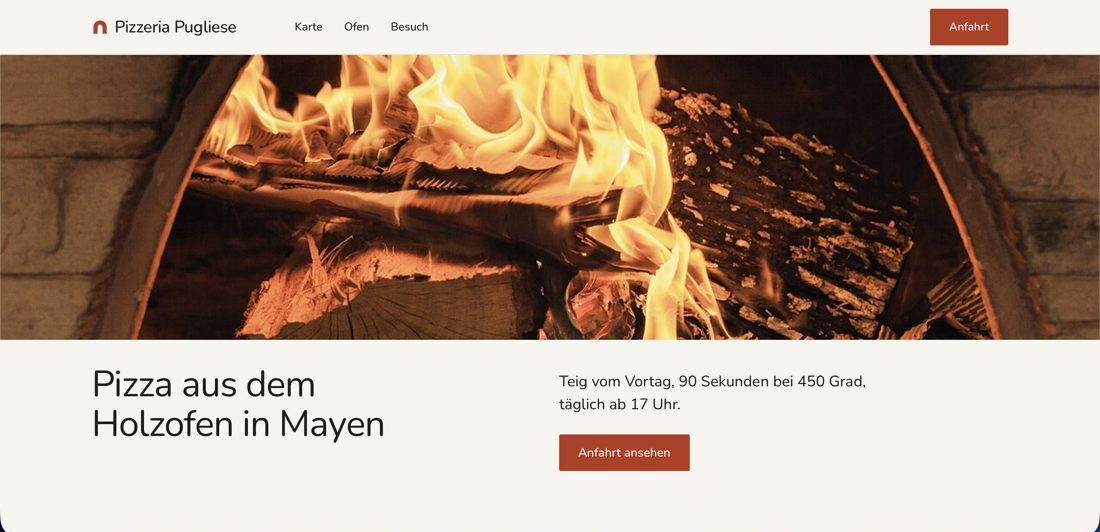 Pizzeria Pugliese
Karte
Ofen
Besuch
Anfahrt
Pizza aus dem
Holzofen in Mayen
Teig vom Vortag, 90 Sekunden bei 450 Grad,
täglich ab 17 Uhr.
Anfahrt ansehen